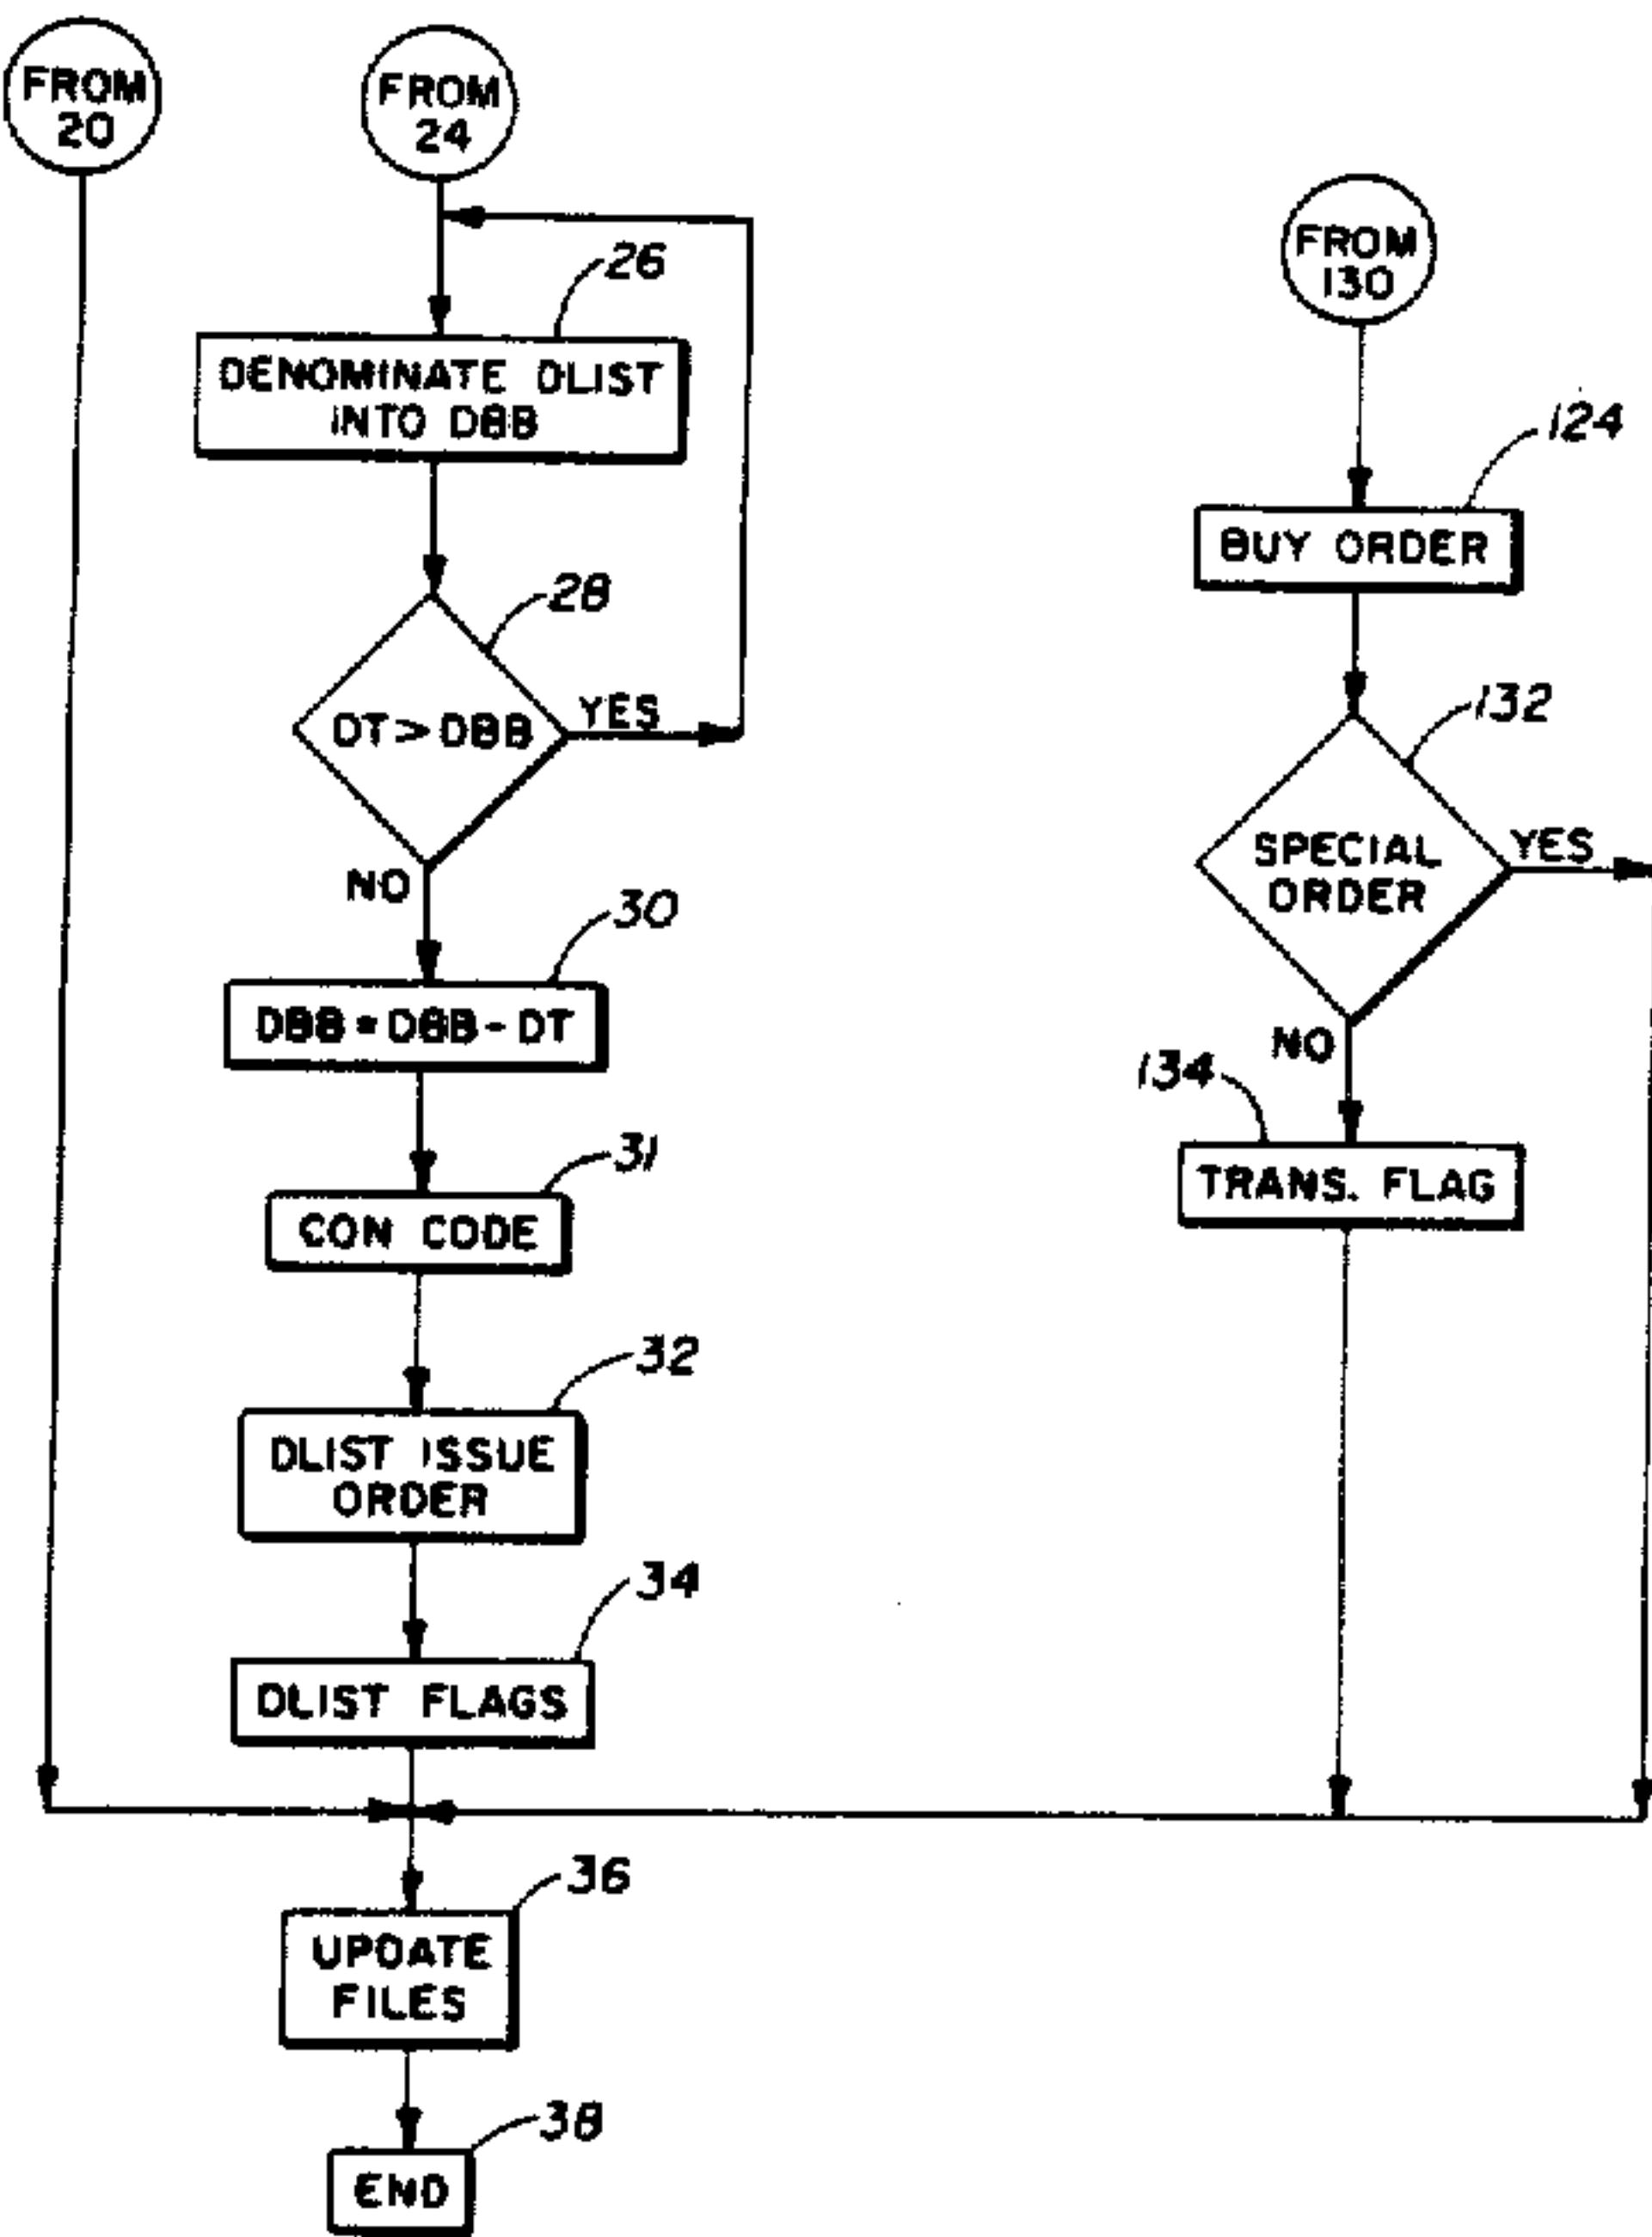 FROM
20
FROM
24
26
DENOMINATE DLIST
INTO DBB
28
DT > DBB
YES
NO
30
DBB = DBB - DT
31
CON CODE
32
DLIST ISSUE
ORDER
34
DLIST FLAGS
36
UPDATE
FILES
38
END
FROM
130
124
BUY ORDER
132
SPECIAL
ORDER
YES
NO
134
TRANS. FLAG